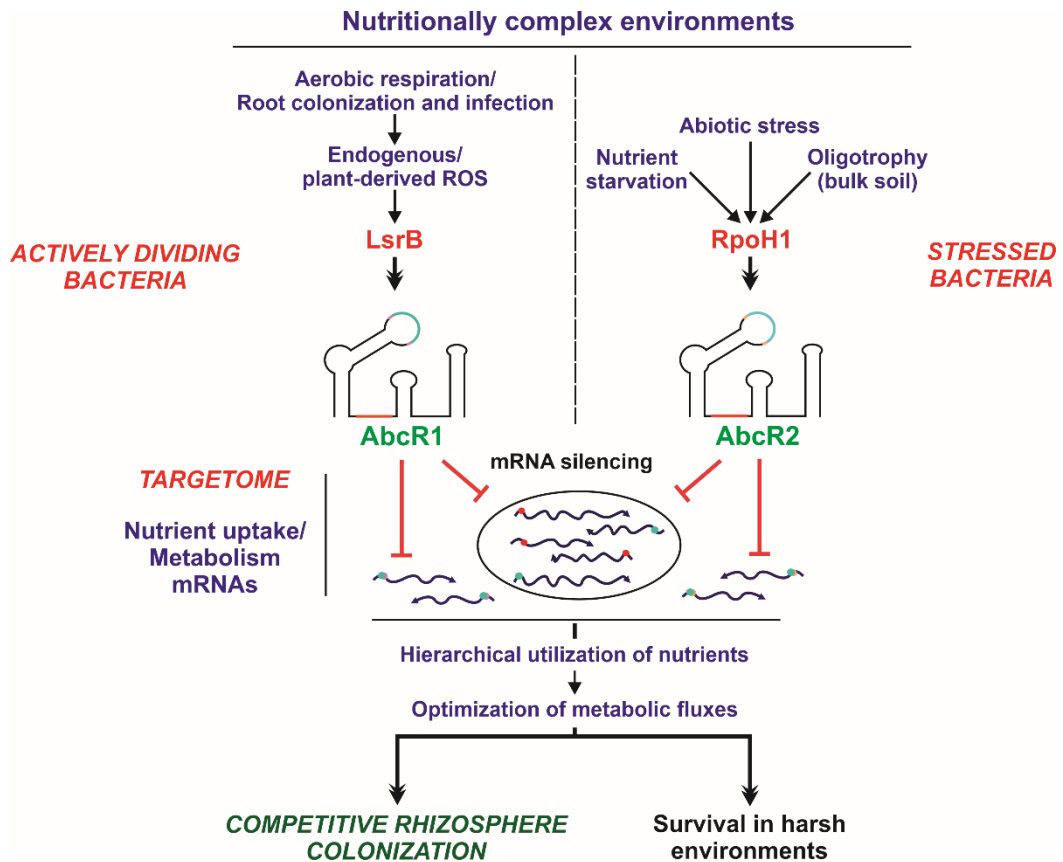 Nutritionally complex environments
Aerobic respiration/
Root colonization and infection
Endogenous/
plant-derived ROS
LsrB
ACTIVELY DIVIDING
BACTERIA
AbcR1
Abiotic stress
Nutrient
starvation
Oligotrophy
(bulk soil)
RpoH1
STRESSED
BACTERIA
AbcR2
mRNA silencing
TARGETOME
Nutrient uptake/
Metabolism
mRNAs
Hierarchical utilization of nutrients
Optimization of metabolic fluxes
COMPETITIVE RHIZOSPHERE
COLONIZATION
Survival in harsh
environments